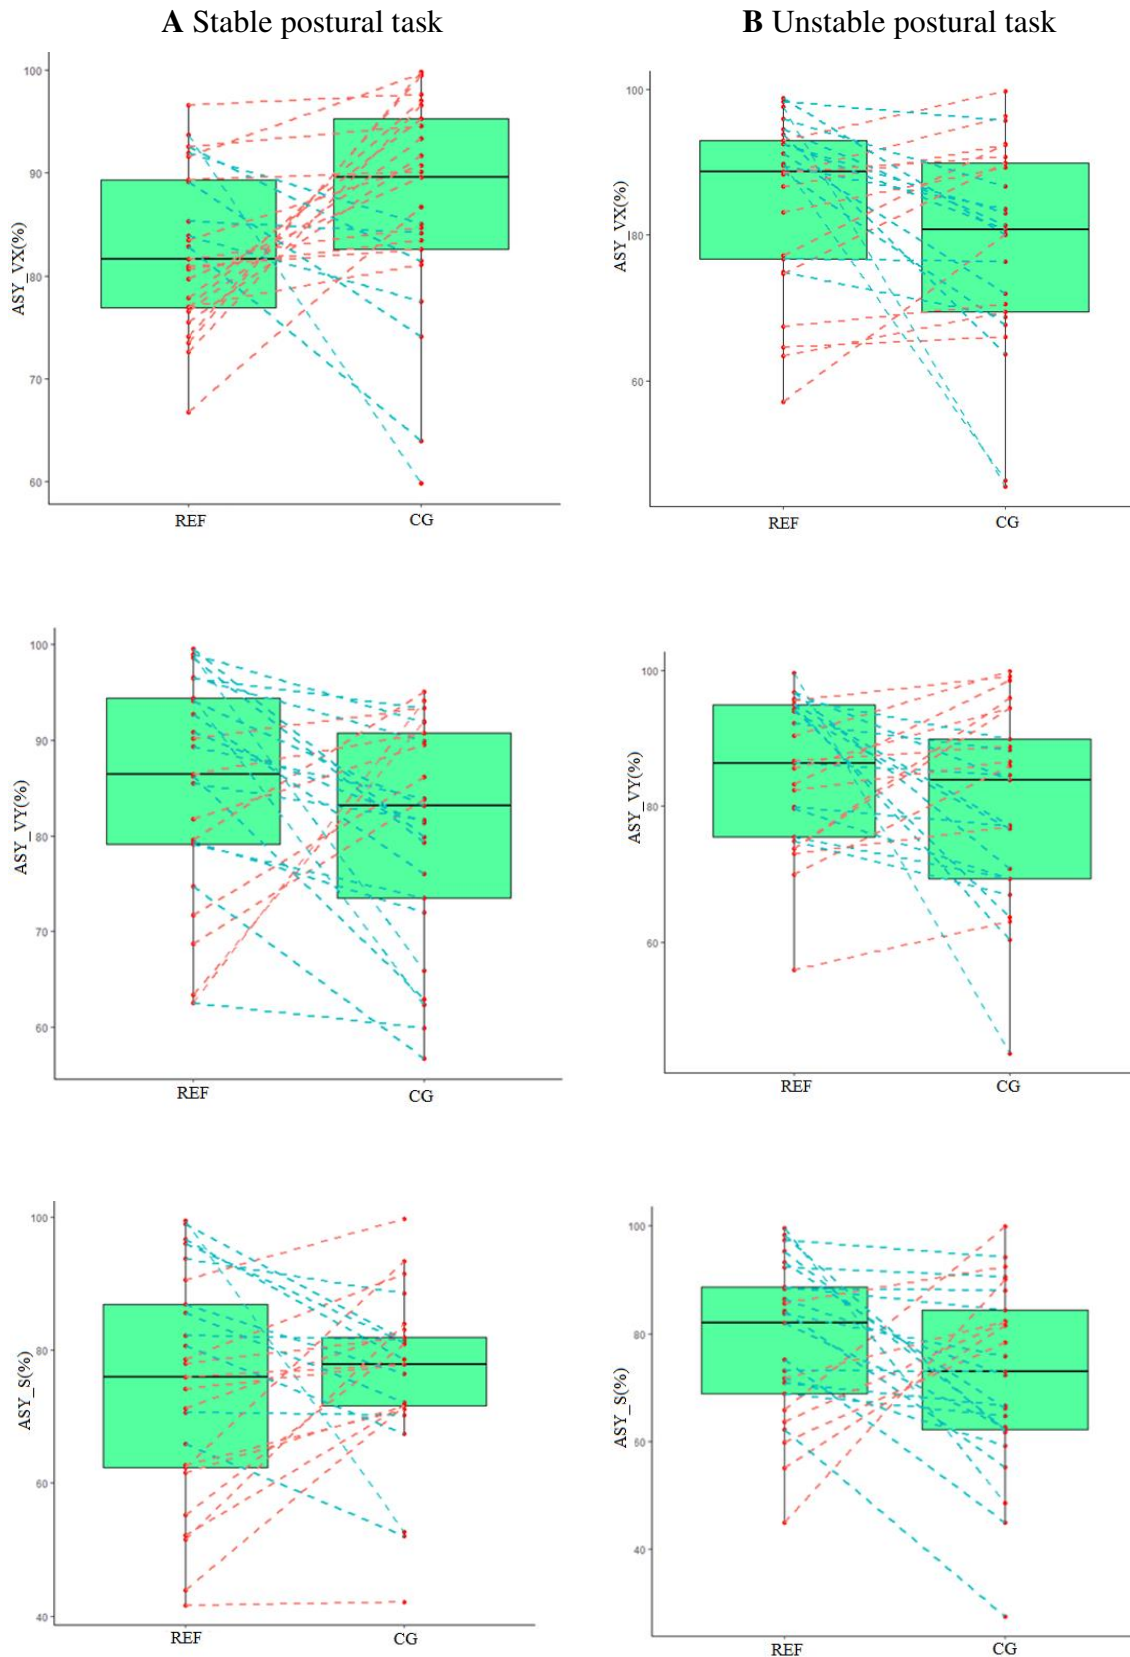 A Stable postural task
B Unstable postural task
ASY_VX(%)
100
90
80
70
60
REF
CG
ASY_VX(%)
100
80
60
REF
CG
ASY_VY(%)
100
90
80
70
60
REF
CG
ASY_VY(%)
100
80
60
REF
CG
ASY_S(%)
100
80
60
40
REF
CG
ASY_S(%)
100
80
60
40
REF
CG